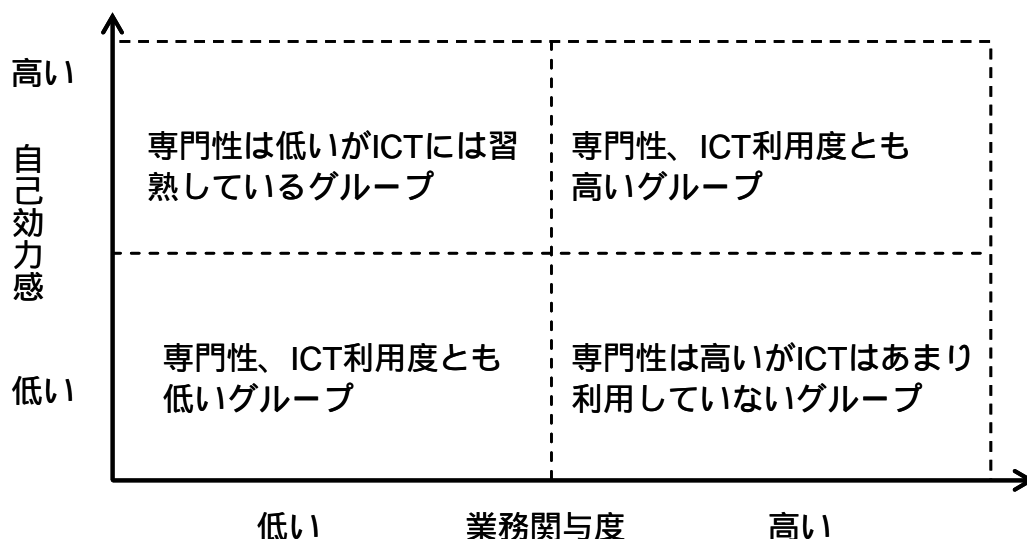 高い
専門性は低いがICTには習
熟しているグループ
専門性、ICT利用度とも
高いグループ
自己効力感
専門性、ICT利用度とも
低いグループ
専門性は高いがICTはあまり
利用していないグループ
低い
低い
業務関与度
高い